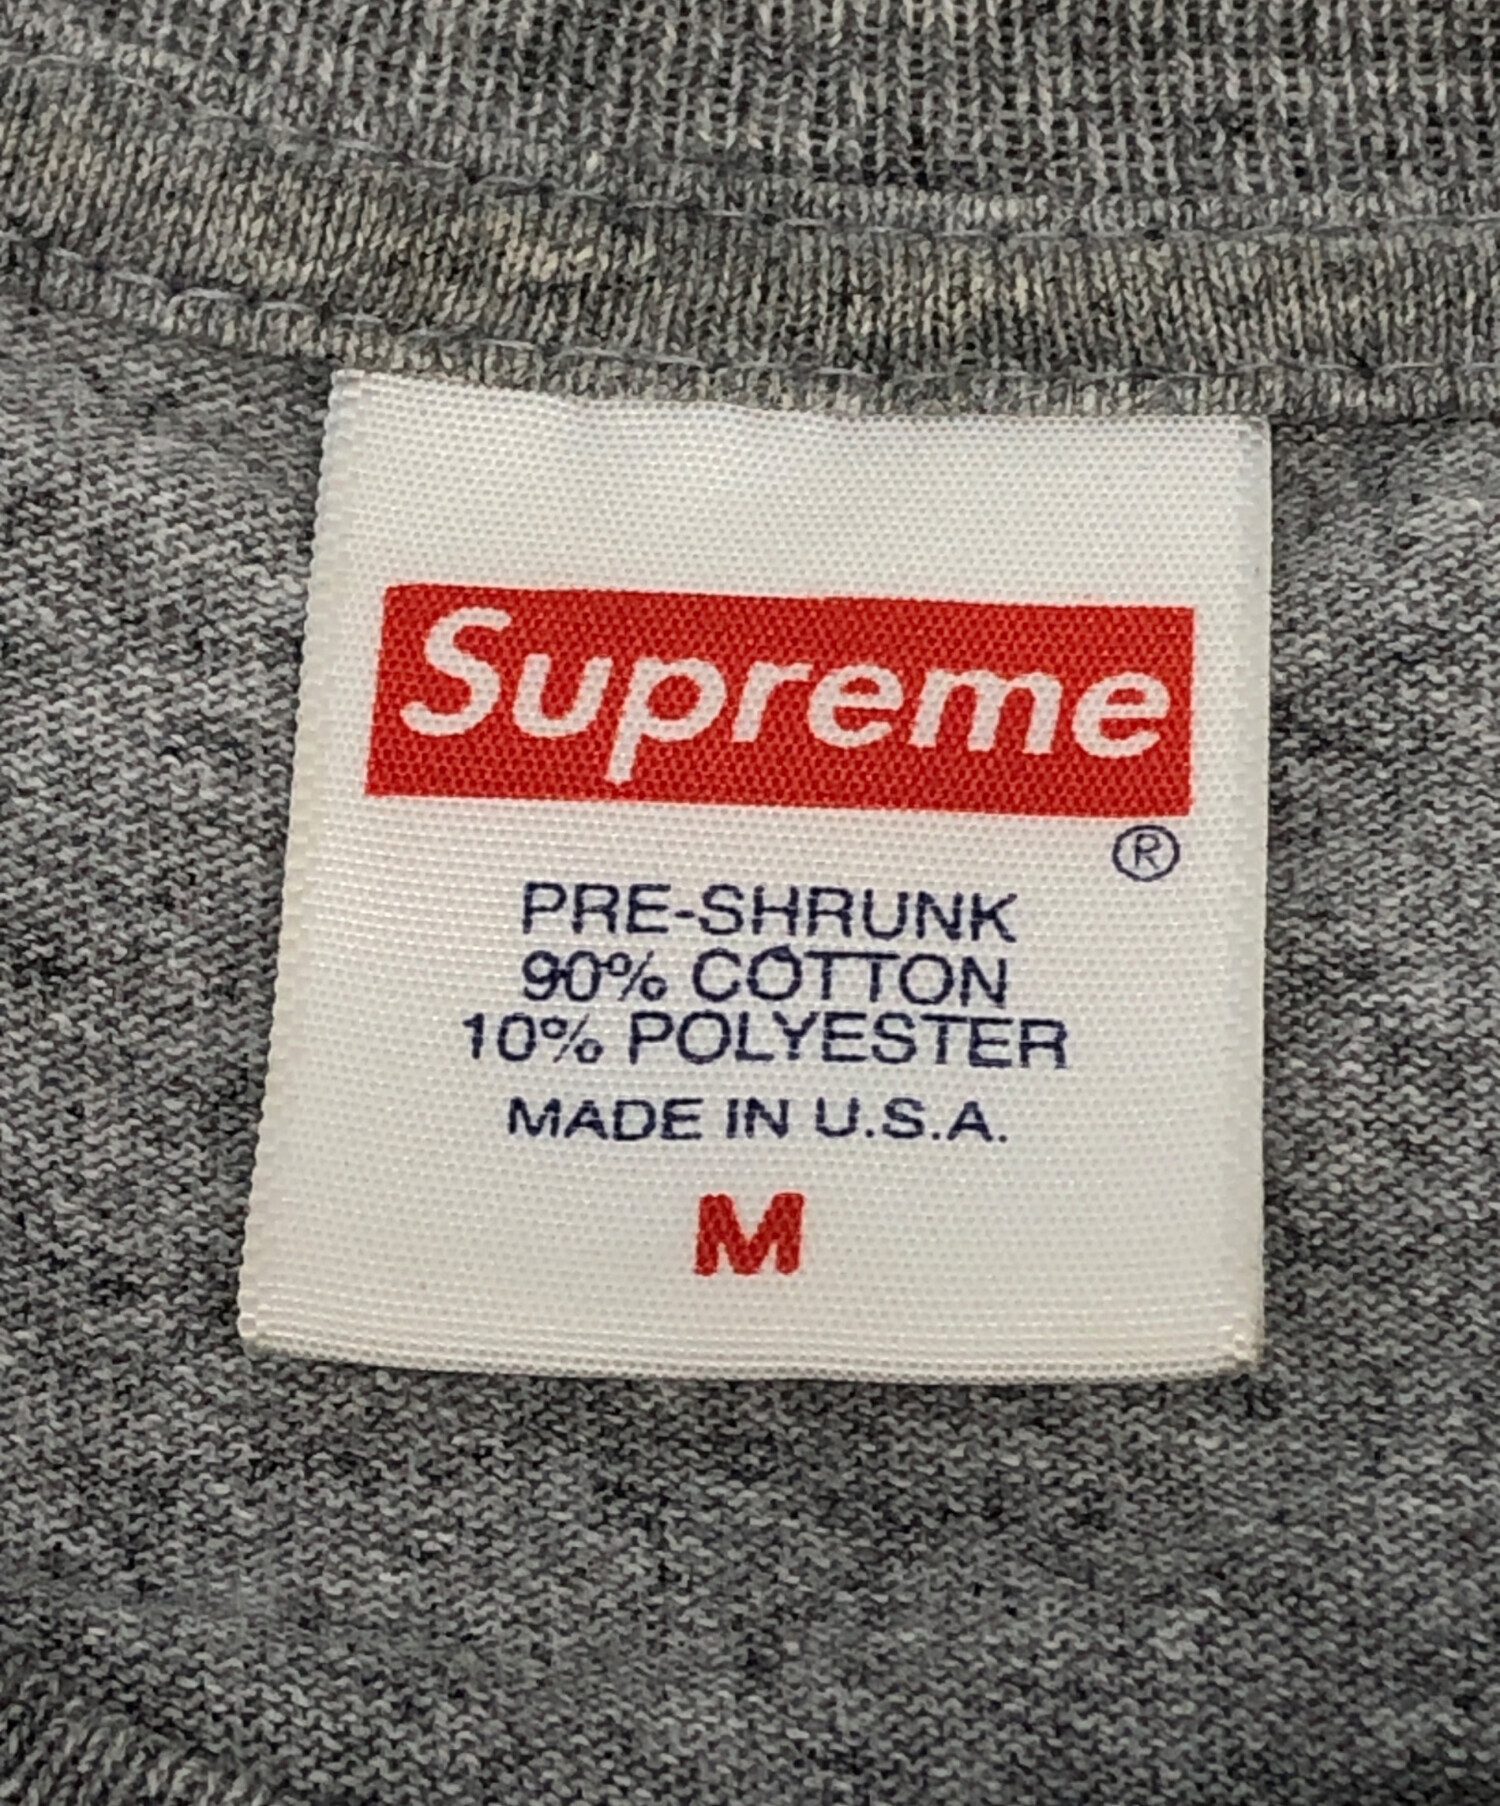 Supreme
®
PRE-SHRUNK
90% COTTON
10% POLYESTER
MADE IN U.S.A.
M